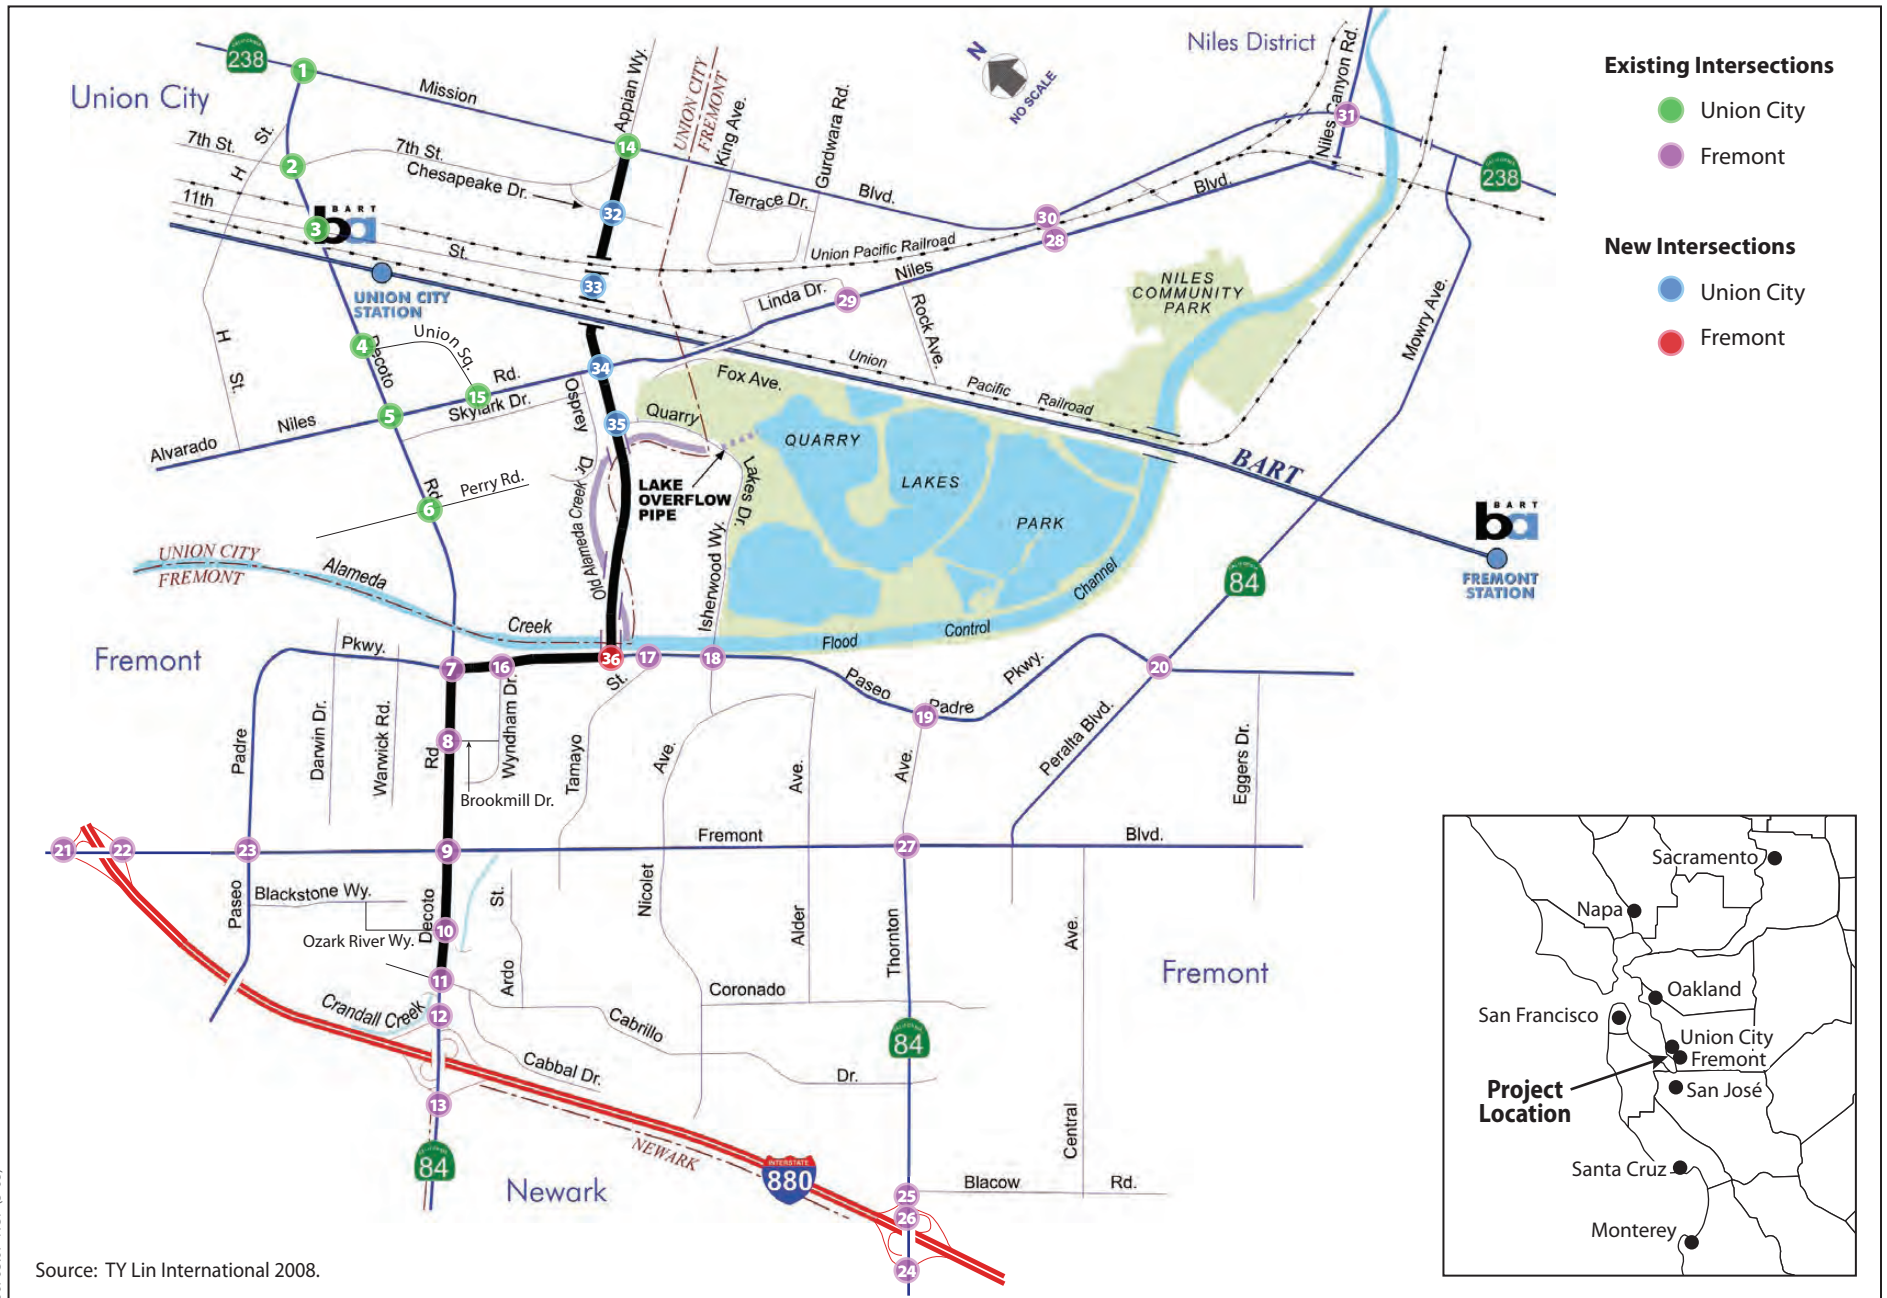 Union City
CALIFORNIA
238
1
Mission
Appian Wy.
UNION CITY
FREMONT
King Ave.
Gurdwara Rd.
N
NO SCALE
Niles District
Niles Canyon Rd.
31
CALIFORNIA
238
Existing Intersections
Union City
Fremont
New Intersections
Union City
Fremont
7th St.
H St.
2
7th St.
Chesapeake Dr.
14
32
Terrace Dr.
Blvd.
Blvd.
11th
BART
ba
3
St.
Union Pacific Railroad
30
28
Niles
UNION CITY
STATION
33
Linda Dr.
29
Rock Ave.
NILES
COMMUNITY
PARK
Mowry Ave.
H St.
4
Decoto
Union Sq.
15
Rd.
34
Fox Ave.
Union
Pacific
Railroad
5
Skylark Dr.
Osprey
Dr.
35
Quarry
Alvarado
Niles
QUARRY
LAKES
PARK
BART
BART
ba
FREMONT
STATION
Rd.
Perry Rd.
6
LAKE
OVERFLOW
PIPE
Lakes Dr.
Old Alameda Creek
Isherwood Wy.
UNION CITY
FREMONT
Alameda
Creek
Flood
Control
Channel
CALIFORNIA
84
Fremont
Pkwy.
7
16
36
17
18
St.
Paseo
Padre
Pkwy.
19
20
Padre
Darwin Dr.
Warwick Rd.
Rd.
8
Wyndham Dr.
Brookmill Dr.
Tamayo
Ave.
Ave.
Ave.
Peralta Blvd.
Eggers Dr.
21
22
23
9
Fremont
27
Blvd.
Paseo
Blackstone Wy.
Ozark River Wy.
Decoto
10
St.
Ardo
Nicolet
Alder
Thornton
Ave.
Central
Fremont
11
Crandall Creek
12
Coronado
Cabrillo
Dr.
Cabbal Dr.
CALIFORNIA
84
13
84
NEWARK
Newark
INTERSTATE
880
25
26
24
Blacow
Rd.
Sacramento
Napa
Oakland
San Francisco
Union City
Fremont
Project
Location
San José
Santa Cruz
Monterey
Source: TY Lin International 2008.